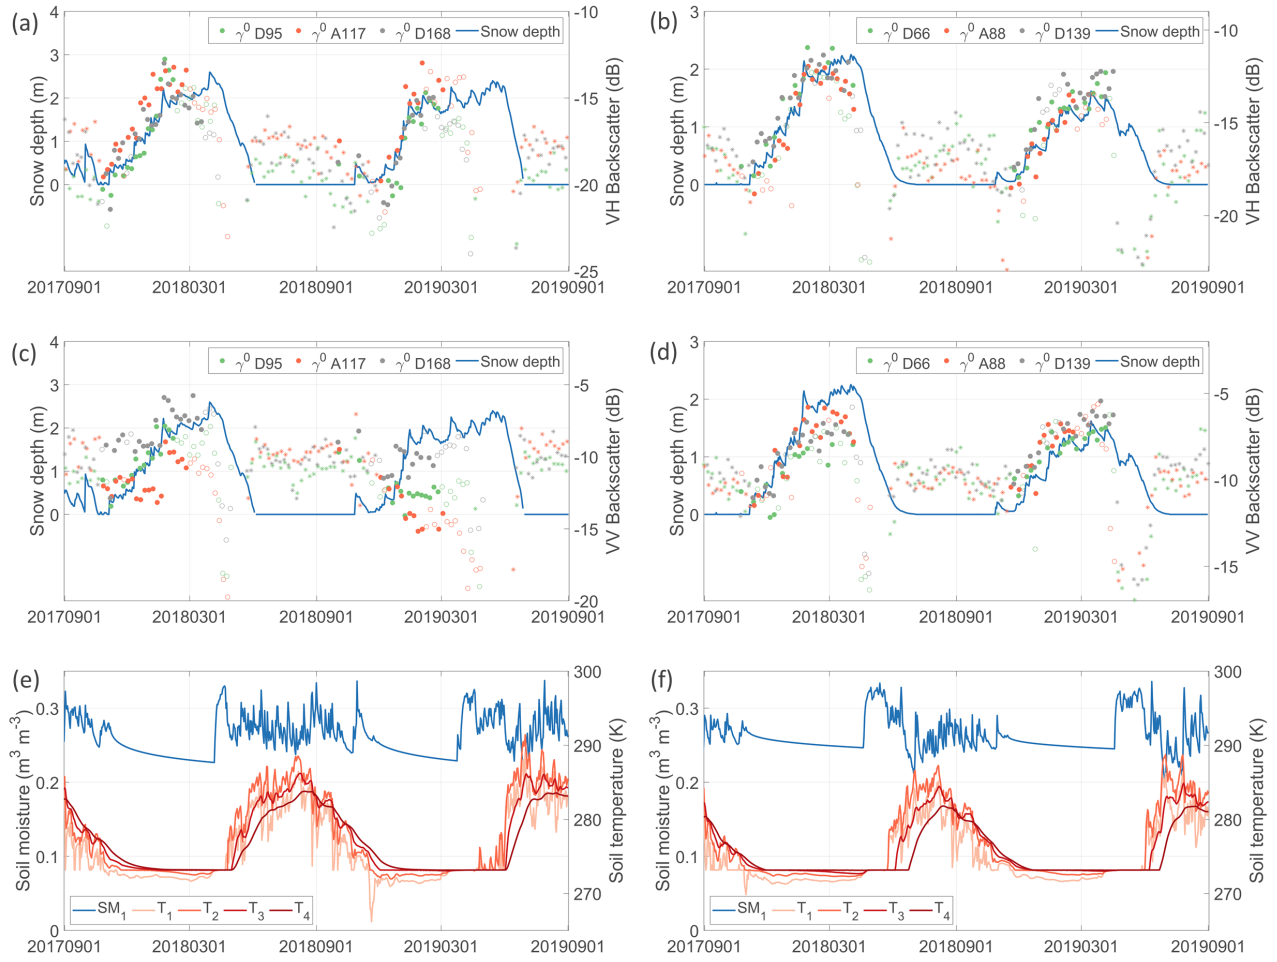 (a)
γ⁰ D95 γ⁰ A117 γ⁰ D168 Snow depth
4
3
2
1
0
Snow depth (m)
-10
-15
-20
-25
VH Backscatter (dB)
20170901 20180301 20180901 20190301 20190901
(b)
γ⁰ D66 γ⁰ A88 γ⁰ D139 Snow depth
3
2
1
0
Snow depth (m)
-10
-15
-20
VH Backscatter (dB)
20170901 20180301 20180901 20190301 20190901
(c)
γ⁰ D95 γ⁰ A117 γ⁰ D168 Snow depth
4
3
2
1
0
Snow depth (m)
-5
-10
-15
-20
VV Backscatter (dB)
20170901 20180301 20180901 20190301 20190901
(d)
γ⁰ D66 γ⁰ A88 γ⁰ D139 Snow depth
3
2
1
0
Snow depth (m)
-5
-10
-15
VV Backscatter (dB)
20170901 20180301 20180901 20190301 20190901
(e)
0.3
0.2
0.1
0
Soil moisture (m³ m⁻³)
300
290
280
270
Soil temperature (K)
SM₁ T₁ T₂ T₃ T₄
20170901 20180301 20180901 20190301 20190901
(f)
0.3
0.2
0.1
0
Soil moisture (m³ m⁻³)
300
290
280
270
Soil temperature (K)
SM₁ T₁ T₂ T₃ T₄
20170901 20180301 20180901 20190301 20190901